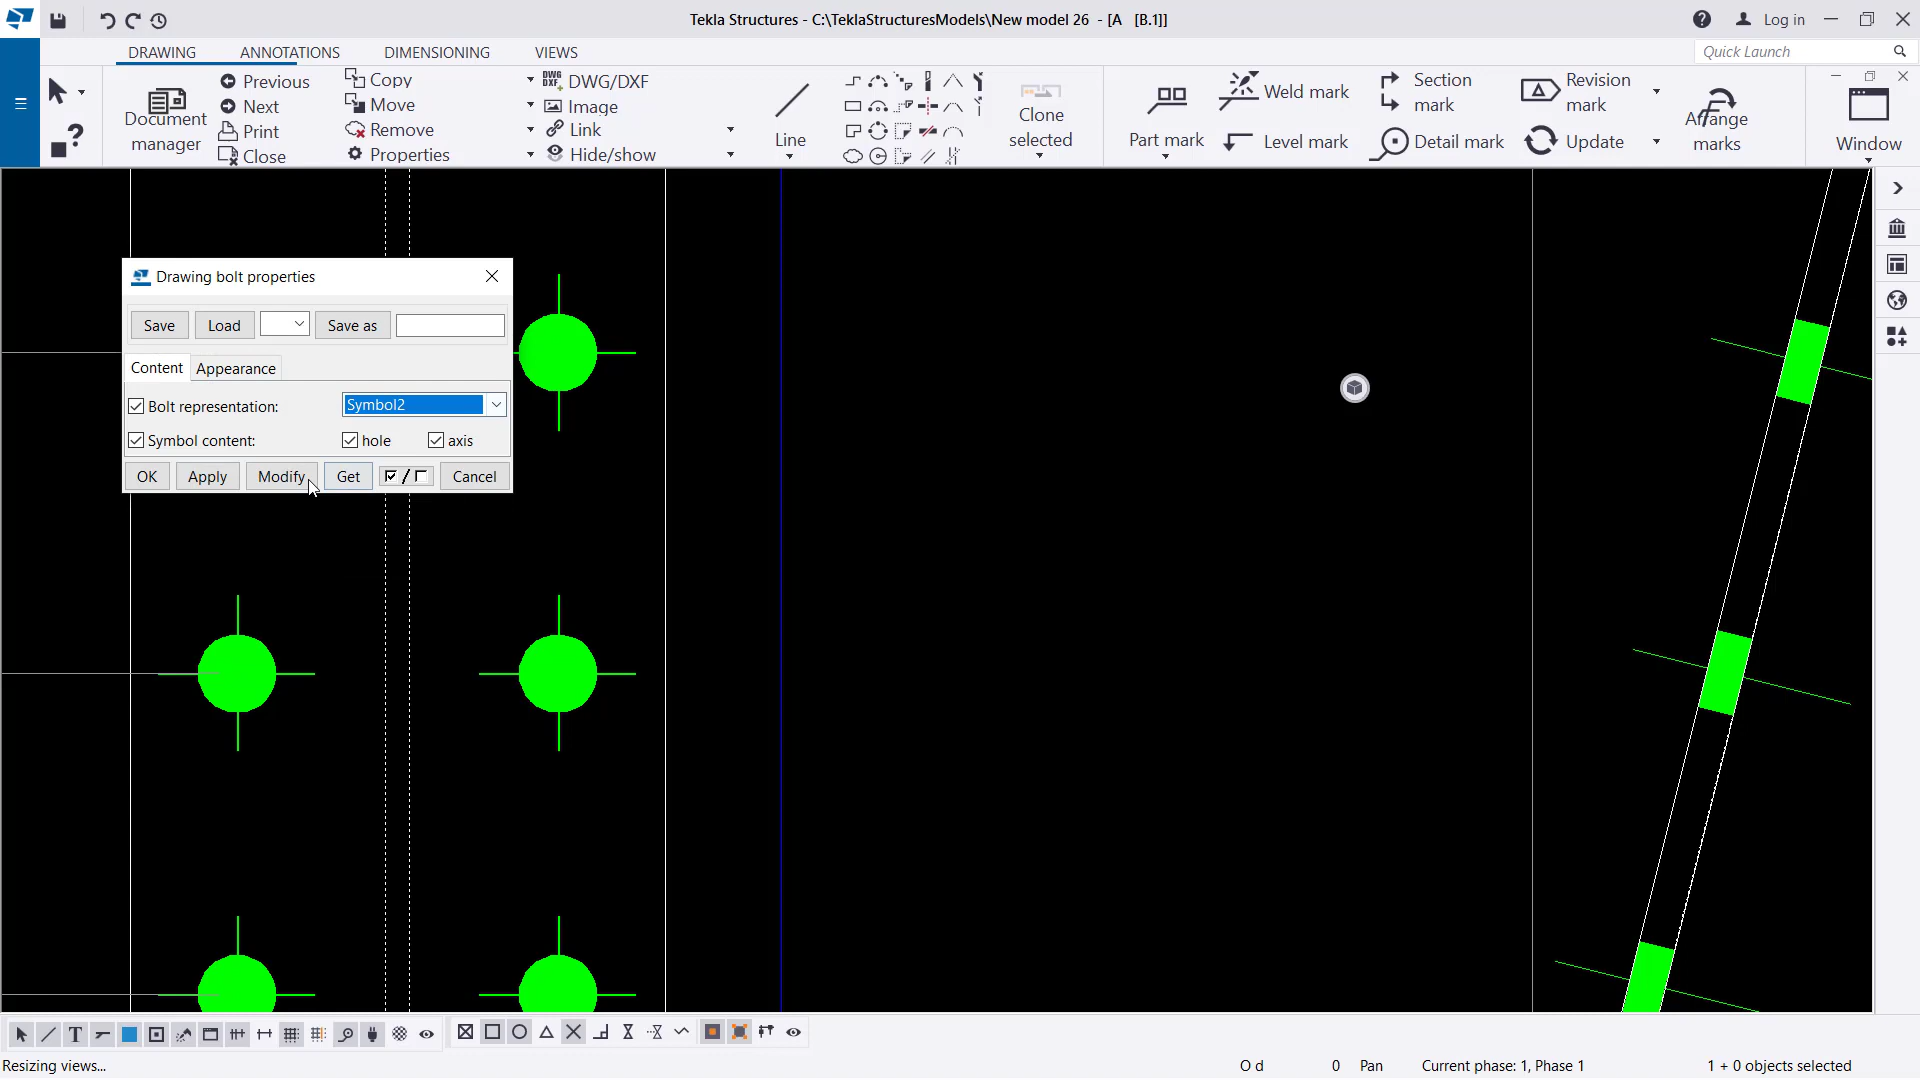 Tekla Structures - C:\TeklaStructuresModels\New model 26 - [A [B.1]]
Log in
DRAWING ANNOTATIONS DIMENSIONING VIEWS
Quick Launch
Document manager
Previous
Next
Print
Close
Copy
Move
Remove
Properties
DWG/DXF
Image
Link
Hide/show
Line
Clone selected
Part mark
Weld mark
Level mark
Section mark
Detail mark
Revision mark
Update
Arrange marks
Window
Drawing bolt properties
Save Load Save as
Content Appearance
Bolt representation: Symbol2
Symbol content: hole axis
OK Apply Modify Get / Cancel
Resizing views... O d 0 Pan Current phase: 1, Phase 1 1 + 0 objects selected